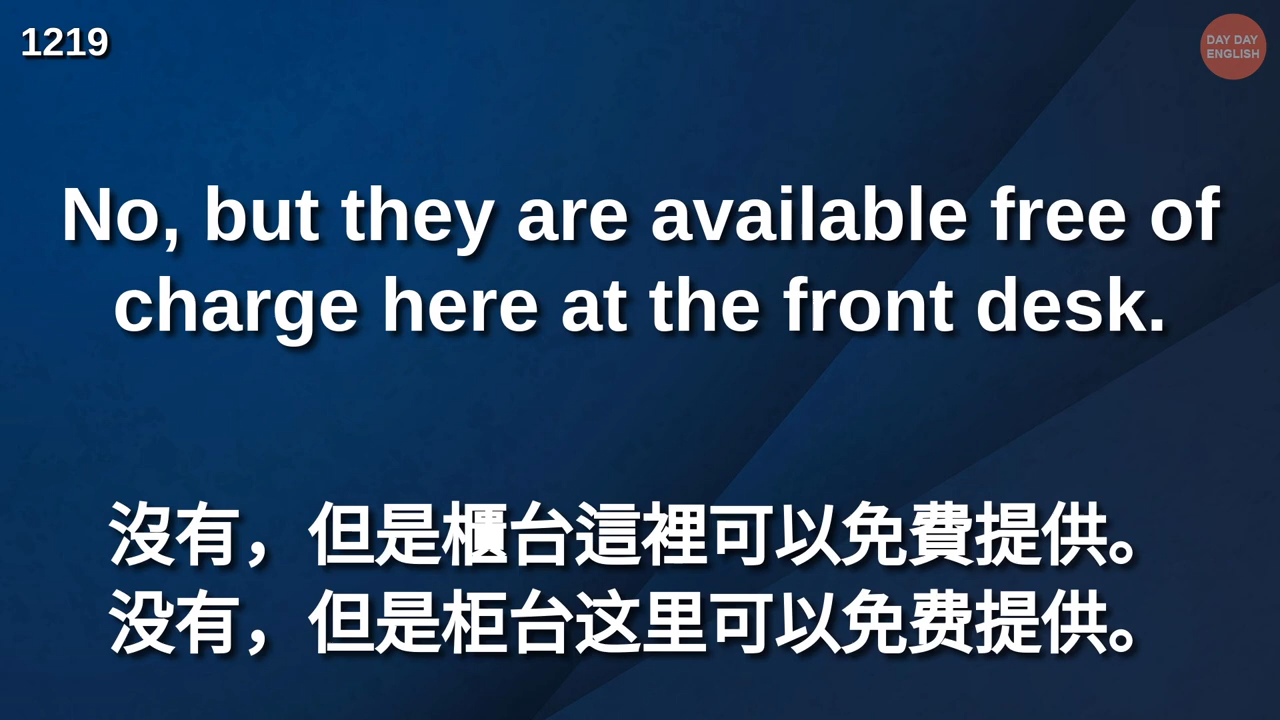 1219
DAY DAY
ENGLISH
No, but they are available free of
charge here at the front desk.
沒有，但是櫃台這裡可以免費提供。
没有，但是柜台这里可以免费提供。